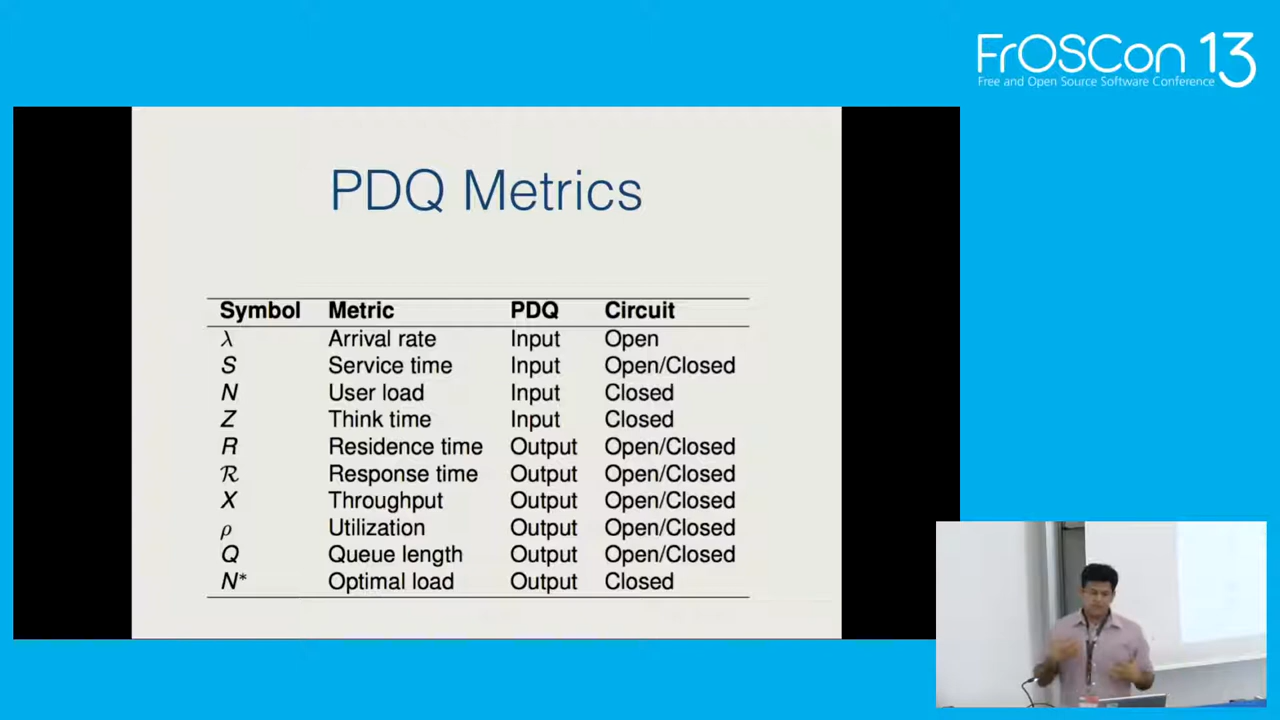 FrOSCon 13
Free and Open Source Software Conference
PDQ Metrics
Symbol Metric PDQ Circuit
λ Arrival rate Input Open
S Service time Input Open/Closed
N User load Input Closed
Z Think time Input Closed
R Residence time Output Open/Closed
ℛ Response time Output Open/Closed
X Throughput Output Open/Closed
ρ Utilization Output Open/Closed
Q Queue length Output Open/Closed
N* Optimal load Output Closed